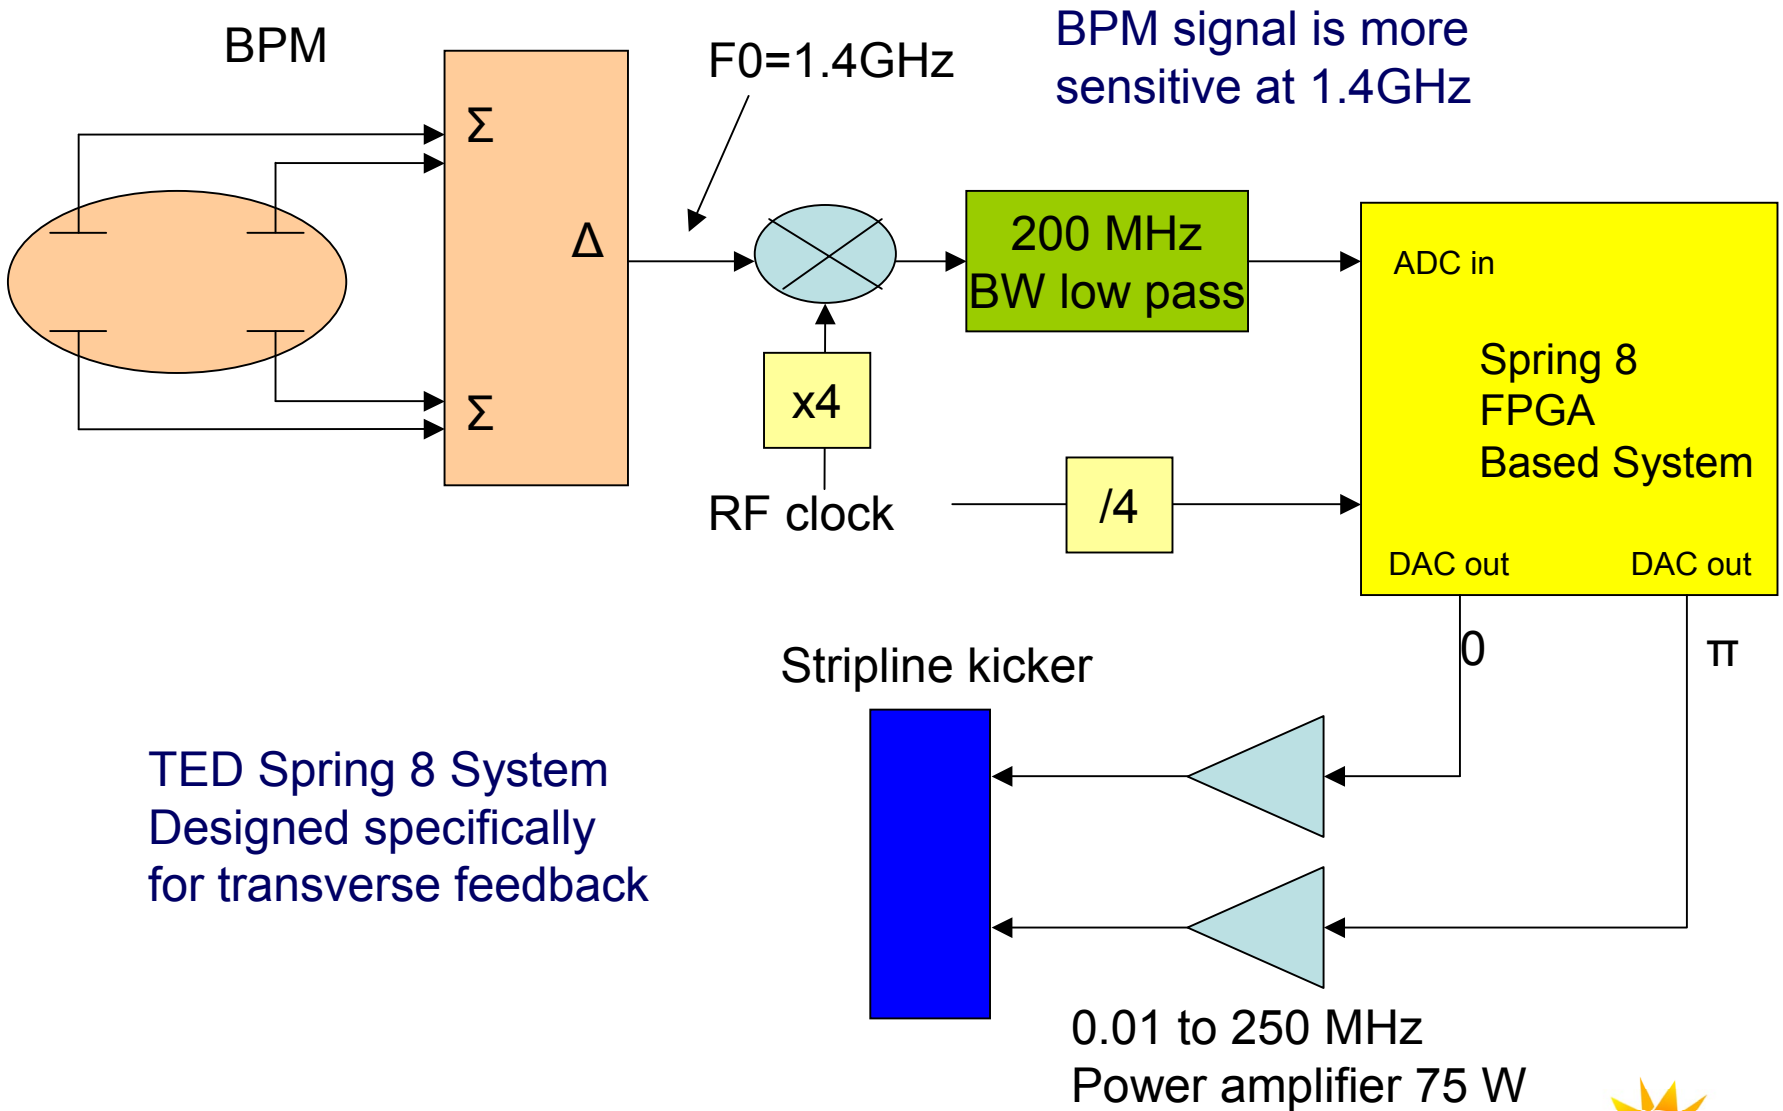 BPM
F0=1.4GHz
BPM signal is more
sensitive at 1.4GHz
Σ
Δ
Σ
200 MHz
BW low pass
ADC in
Spring 8
FPGA
Based System
x4
RF clock
/4
DAC out
DAC out
0
π
Stripline kicker
TED Spring 8 System
Designed specifically
for transverse feedback
0.01 to 250 MHz
Power amplifier 75 W